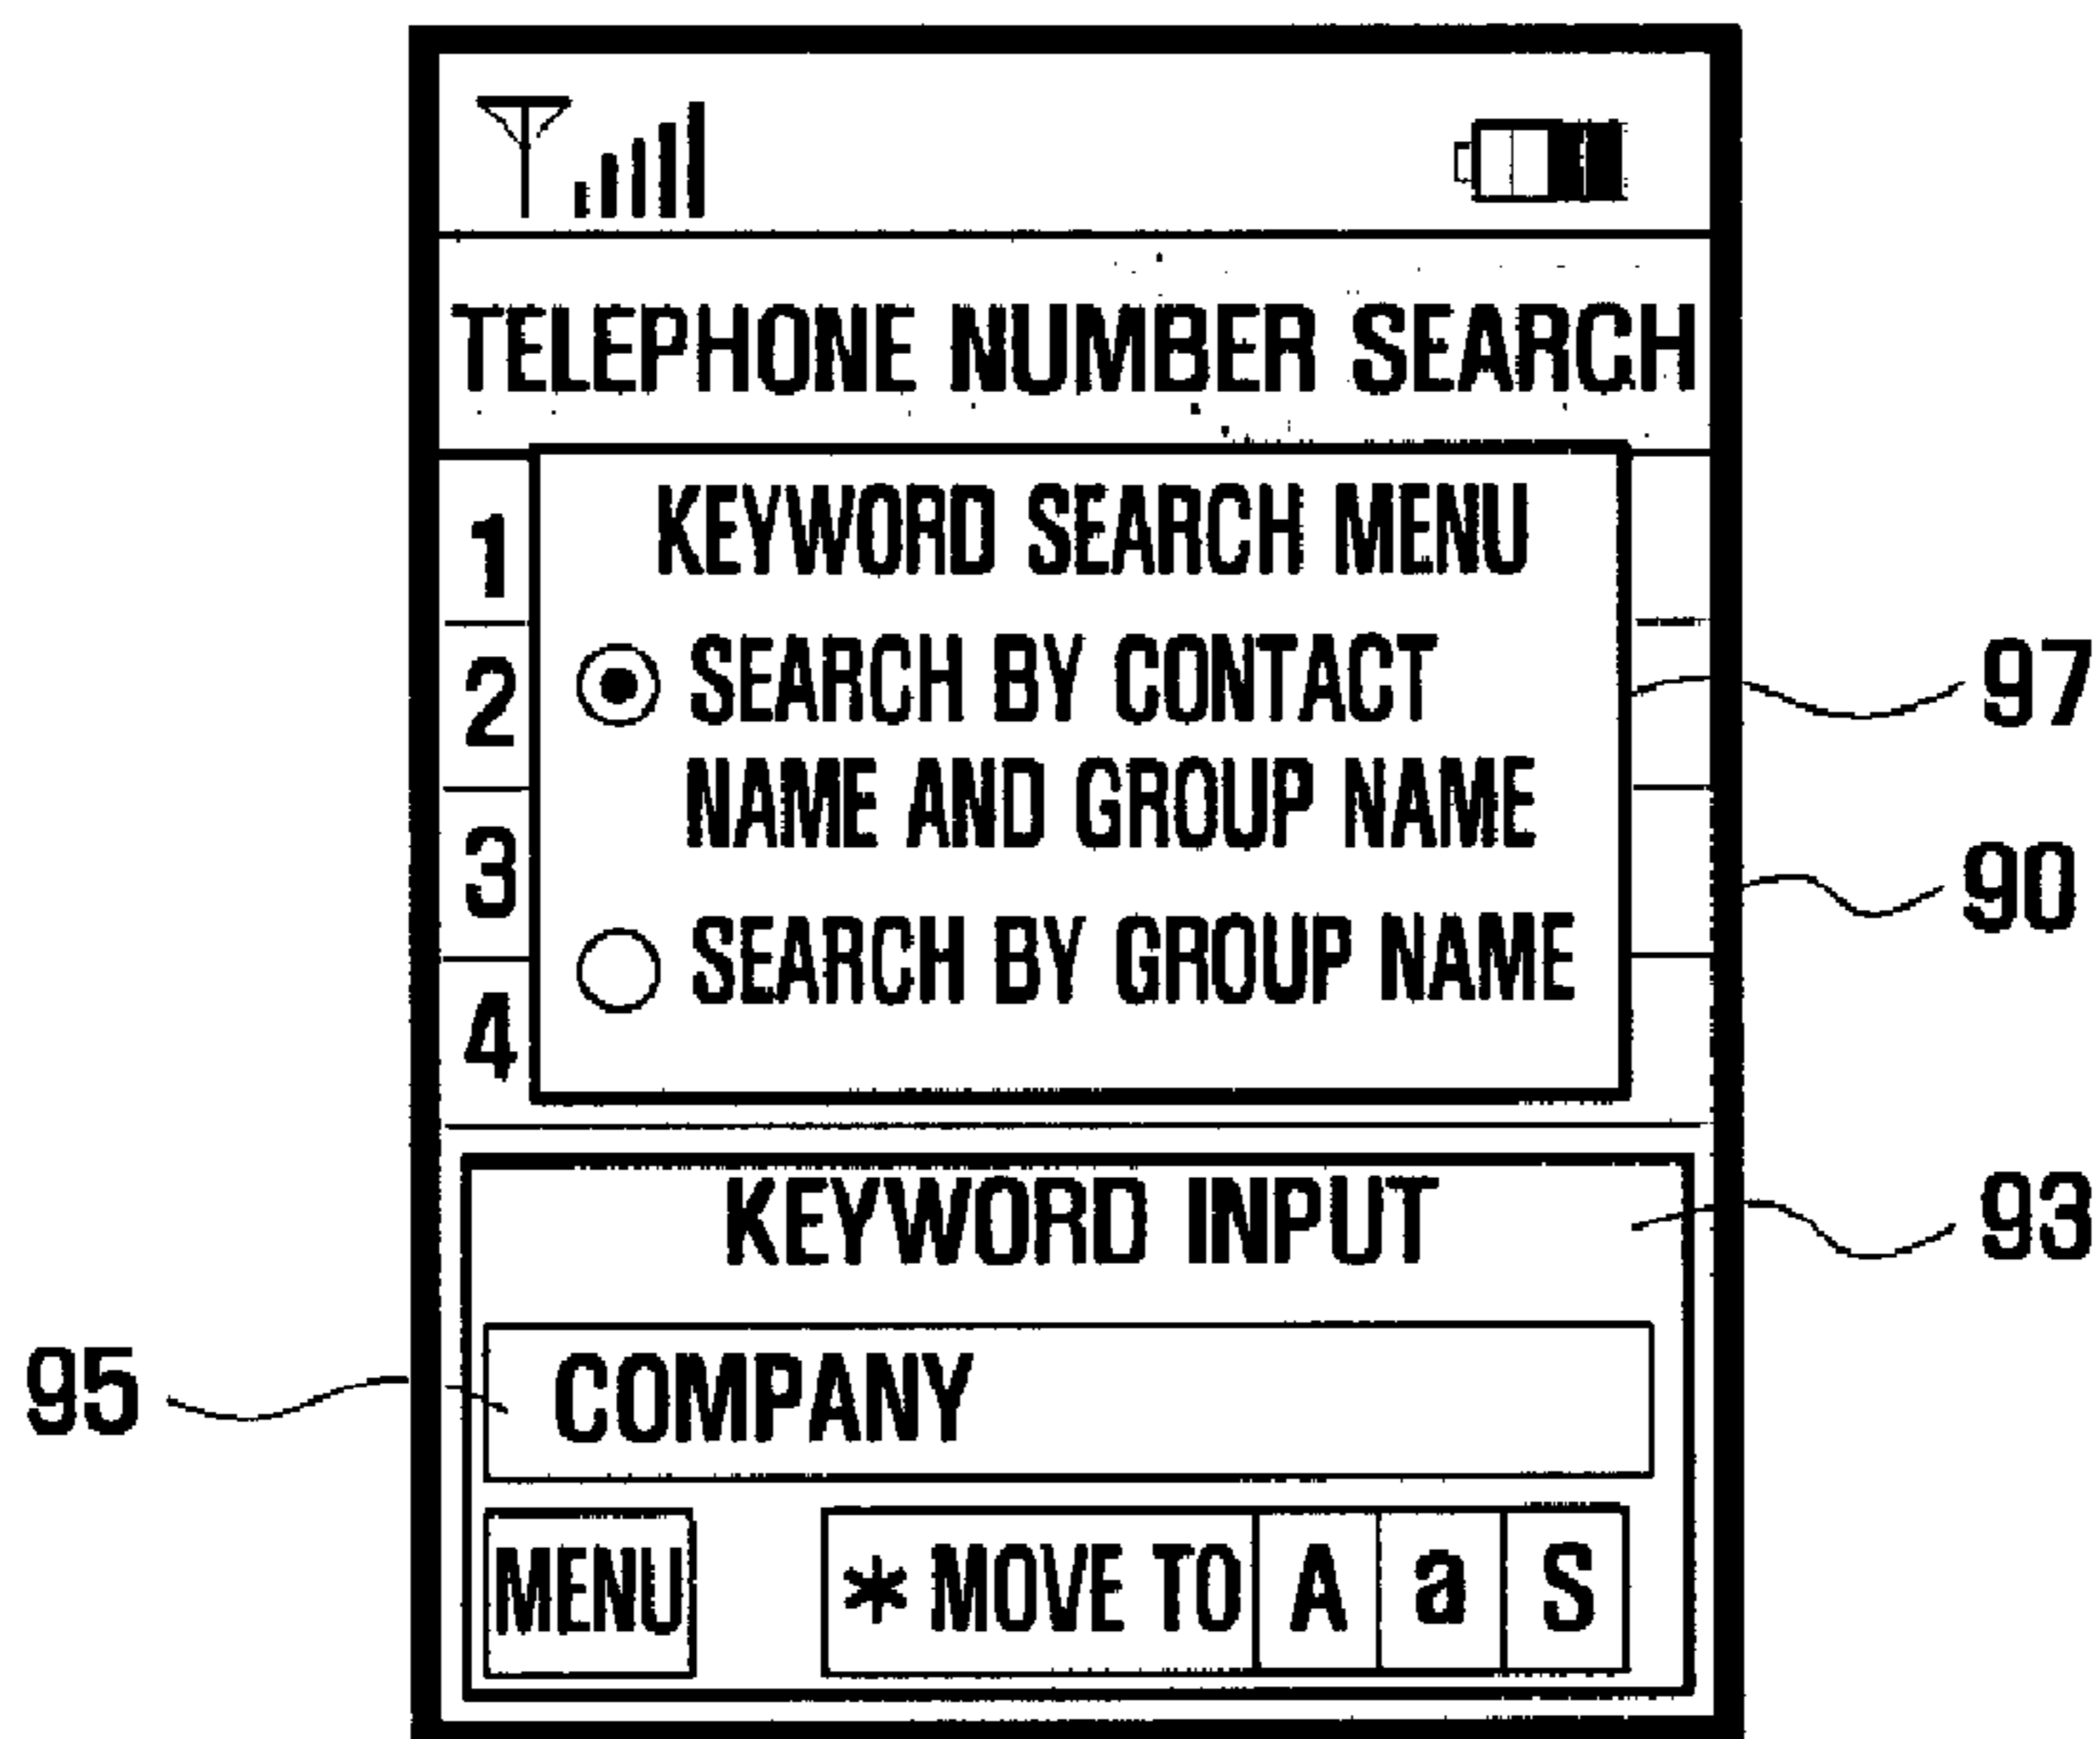 TELEPHONE NUMBER SEARCH
1
KEYWORD SEARCH MENU
2
SEARCH BY CONTACT
97
NAME AND GROUP NAME
3
90
SEARCH BY GROUP NAME
4
KEYWORD INPUT
93
95
COMPANY
MENU
* MOVE TO A a S